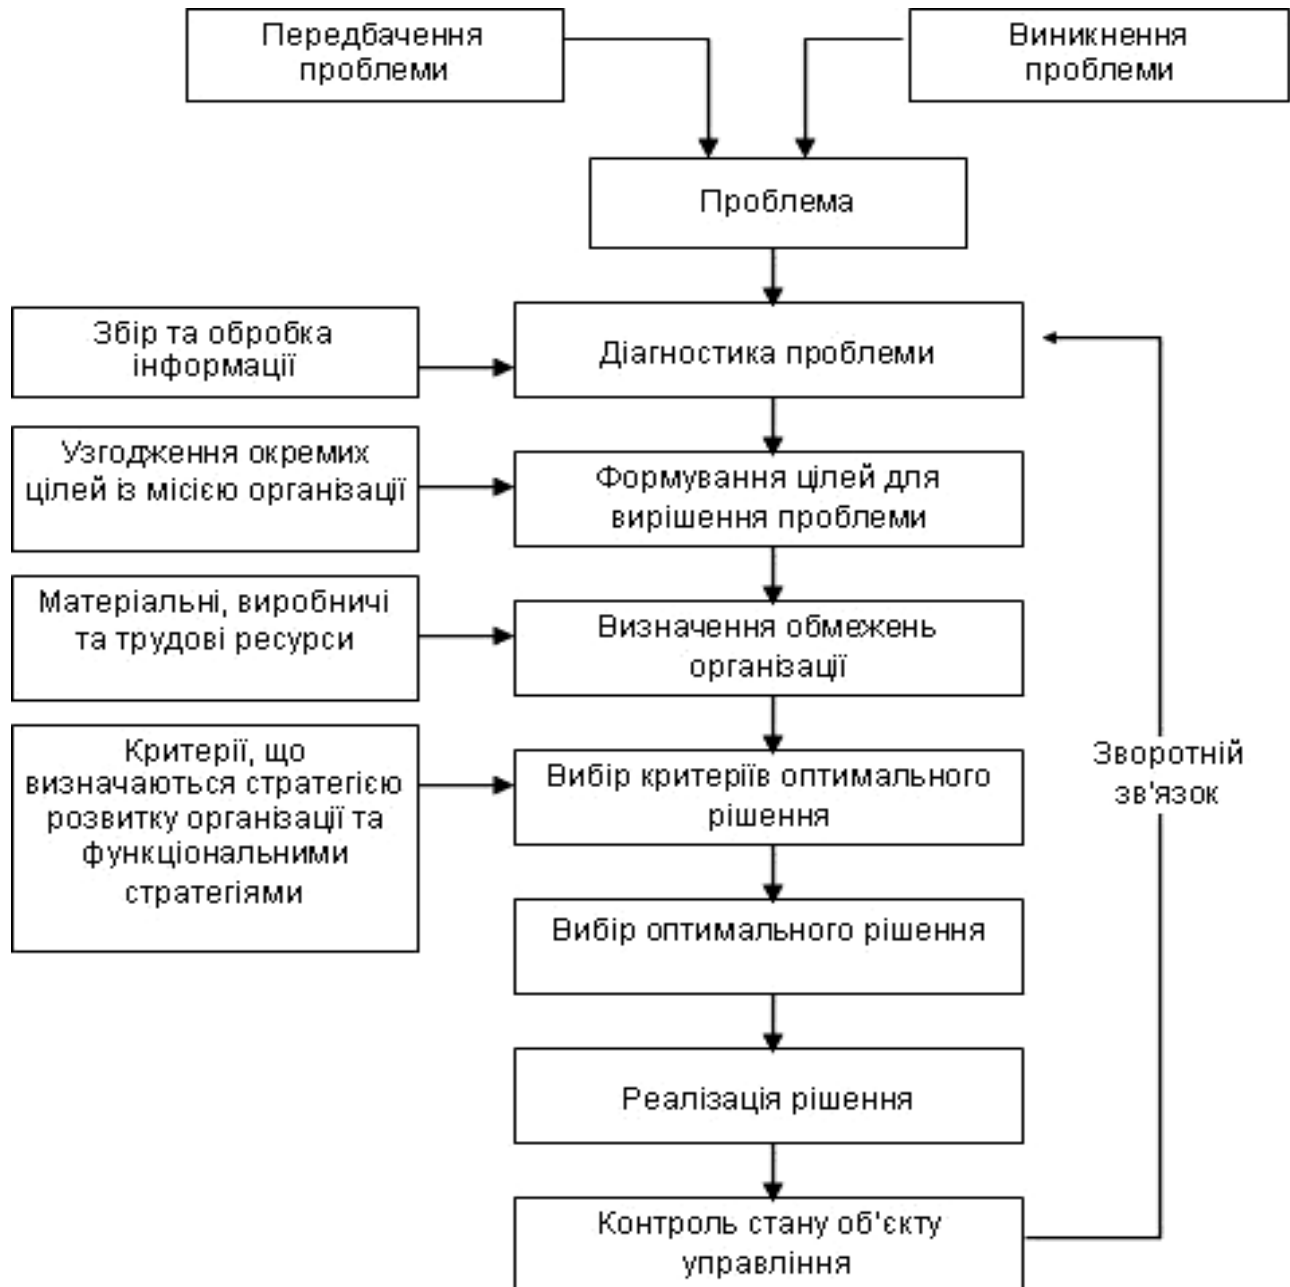 Передбачення
проблеми
Виникнення
проблеми
Проблема
Збір та обробка
інформації
Діагностика проблеми
Узгодження окремих
цілей із місією організації
Формування цілей для
вирішення проблеми
Матеріальні, виробничі
та трудові ресурси
Визначення обмежень
організації
Критерії, що
визначаються стратегією
розвитку організації та
функціональними
стратегіями
Вибір критеріїв оптимального
рішення
Зворотній
зв'язок
Вибір оптимального рішення
Реалізація рішення
Контроль стану об'єкту
управління